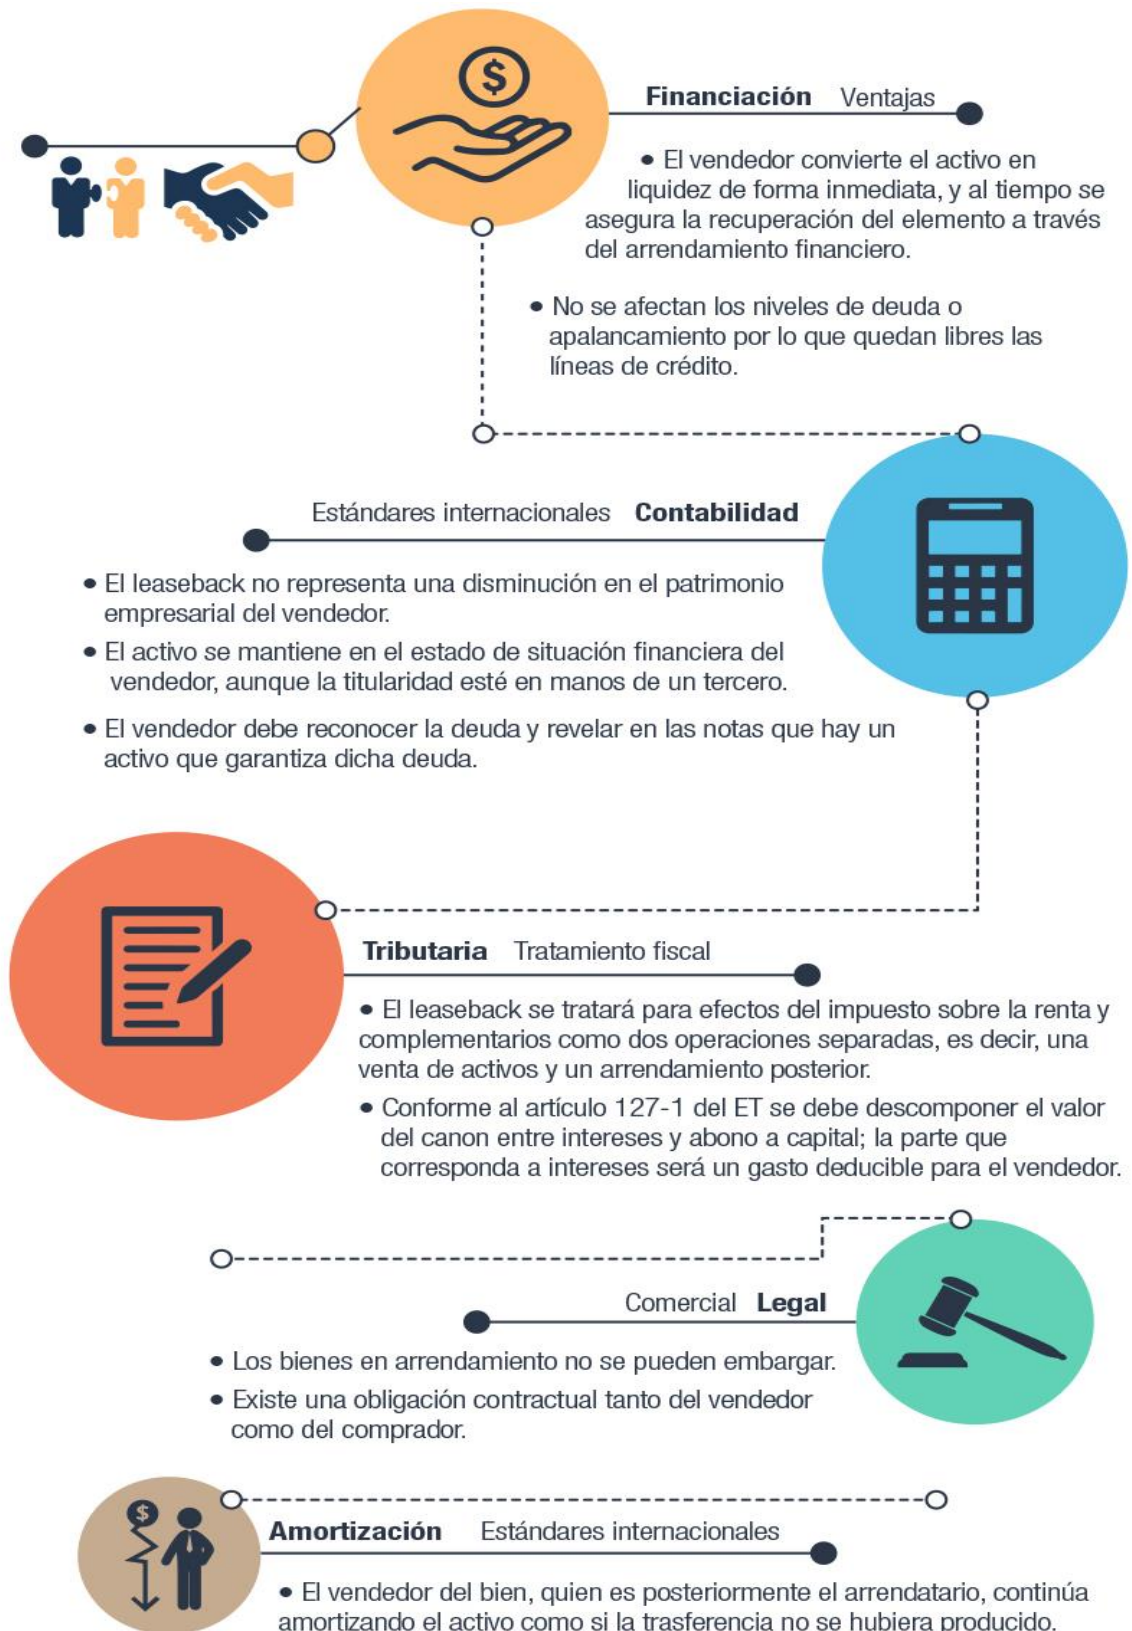 $
Financiación Ventajas
• El vendedor convierte el activo en
liquidez de forma inmediata, y al tiempo se
asegura la recuperación del elemento a través
del arrendamiento financiero.
• No se afectan los niveles de deuda o
apalancamiento por lo que quedan libres las
líneas de crédito.
Estándares internacionales Contabilidad
• El leaseback no representa una disminución en el patrimonio
empresarial del vendedor.
• El activo se mantiene en el estado de situación financiera del
vendedor, aunque la titularidad esté en manos de un tercero.
• El vendedor debe reconocer la deuda y revelar en las notas que hay un
activo que garantiza dicha deuda.
Tributaria Tratamiento fiscal
• El leaseback se tratará para efectos del impuesto sobre la renta y
complementarios como dos operaciones separadas, es decir, una
venta de activos y un arrendamiento posterior.
• Conforme al artículo 127-1 del ET se debe descomponer el valor
del canon entre intereses y abono a capital; la parte que
corresponda a intereses será un gasto deducible para el vendedor.
Comercial Legal
• Los bienes en arrendamiento no se pueden embargar.
• Existe una obligación contractual tanto del vendedor
como del comprador.
$
Amortización Estándares internacionales
• El vendedor del bien, quien es posteriormente el arrendatario, continúa
amortizando el activo como si la trasferencia no se hubiera producido.